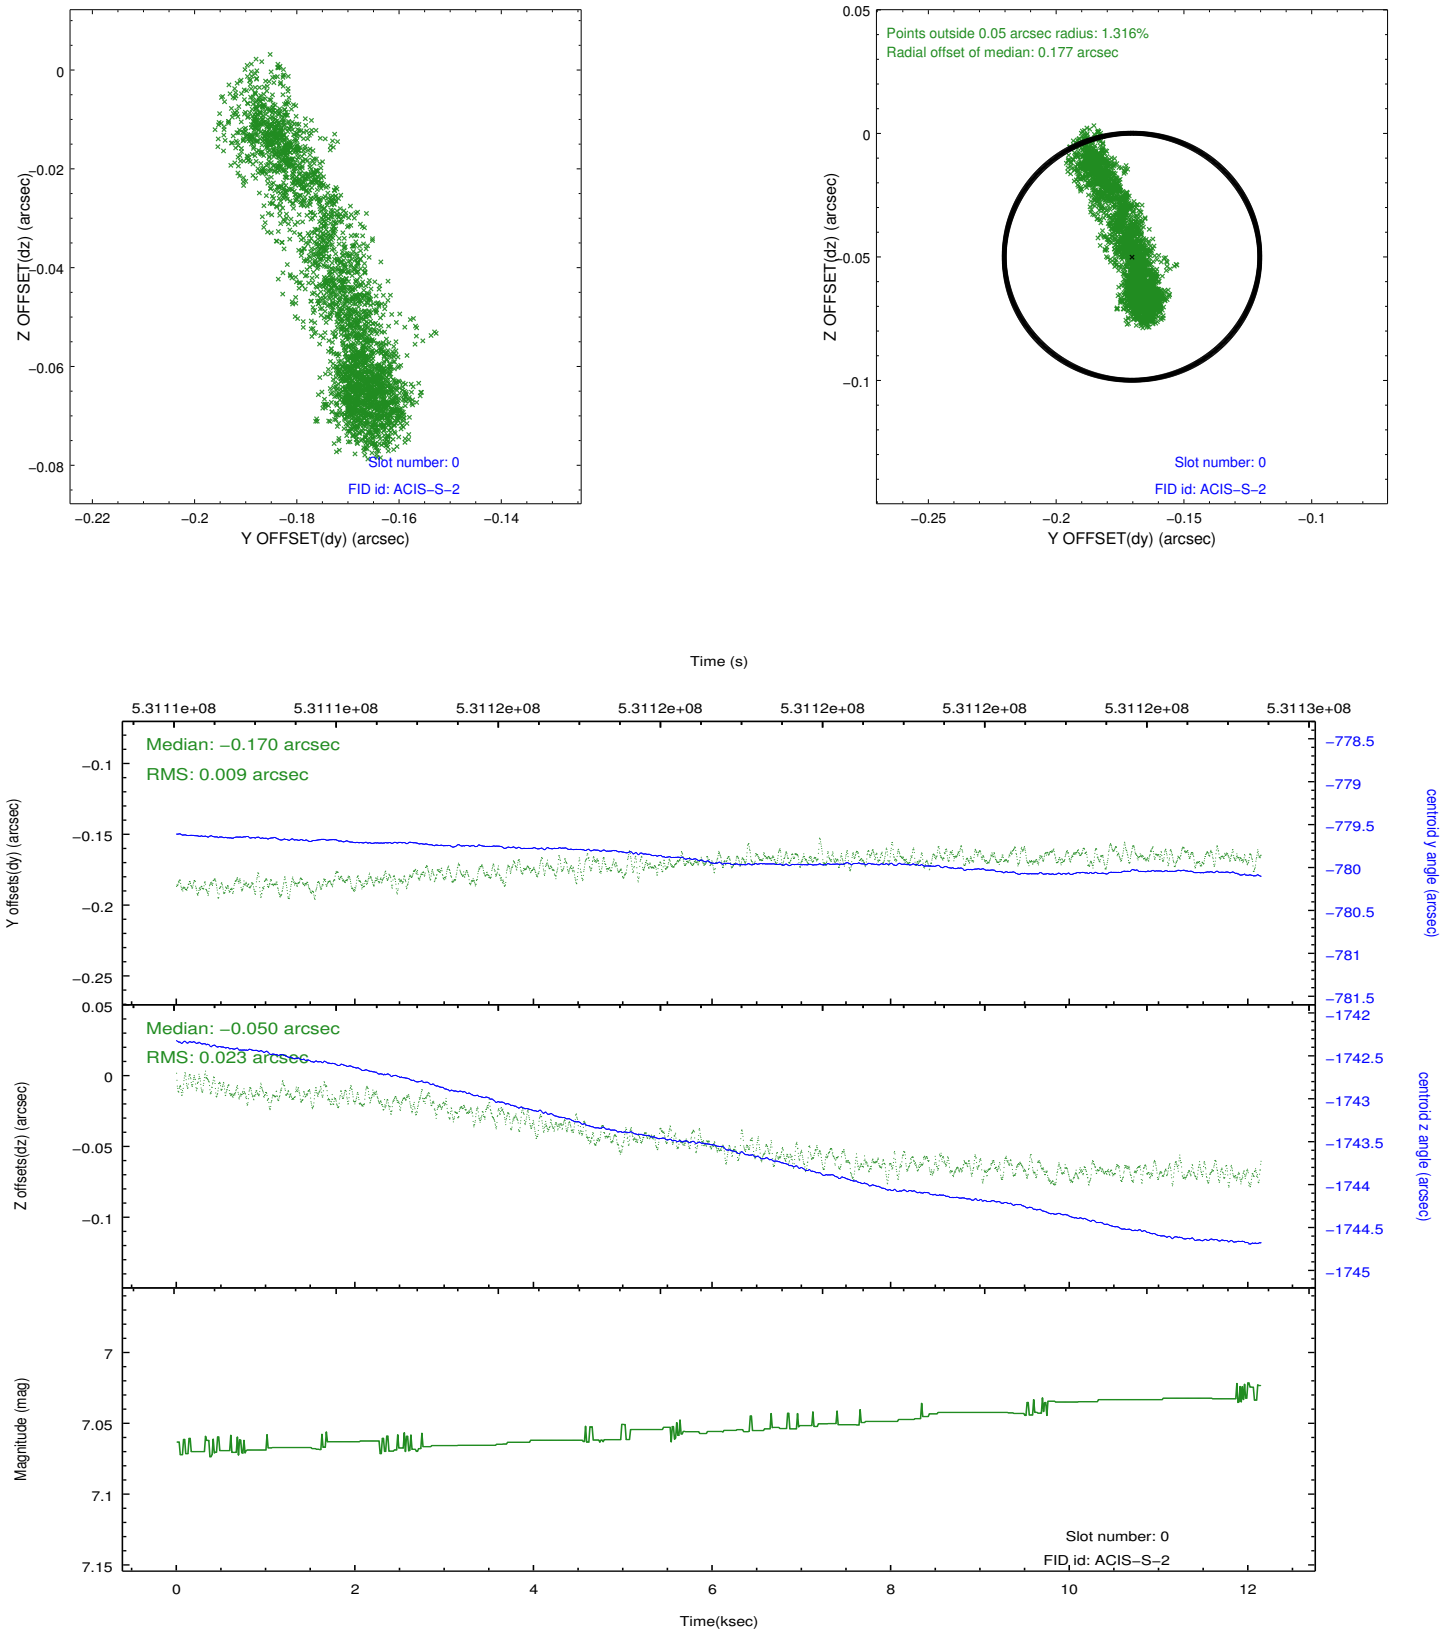 0
−0.02
−0.04
−0.06
−0.08
Z OFFSET(dz) (arcsec)
Slot number: 0
FID id: ACIS−S−2
−0.22
−0.2
−0.18
−0.16
−0.14
Y OFFSET(dy) (arcsec)
0.05
0
−0.05
−0.1
Z OFFSET(dz) (arcsec)
Points outside 0.05 arcsec radius: 1.316%
Radial offset of median: 0.177 arcsec
Slot number: 0
FID id: ACIS−S−2
−0.25
−0.2
−0.15
−0.1
Y OFFSET(dy) (arcsec)
Time (s)
5.3111e+08
5.3111e+08
5.3112e+08
5.3112e+08
5.3112e+08
5.3112e+08
5.3112e+08
5.3113e+08
Median: −0.170 arcsec
RMS: 0.009 arcsec
−0.1
−0.15
−0.2
−0.25
Y offsets(dy) (arcsec)
−778.5
−779
−779.5
−780
−780.5
−781
−781.5
centroid y angle (arcsec)
Median: −0.050 arcsec
RMS: 0.023 arcsec
0.05
0
−0.05
−0.1
Z offsets(dz) (arcsec)
−1742
−1742.5
−1743
−1743.5
−1744
−1744.5
−1745
centroid z angle (arcsec)
7
7.05
7.1
7.15
Magnitude (mag)
Slot number: 0
FID id: ACIS−S−2
0
2
4
6
8
10
12
Time(ksec)